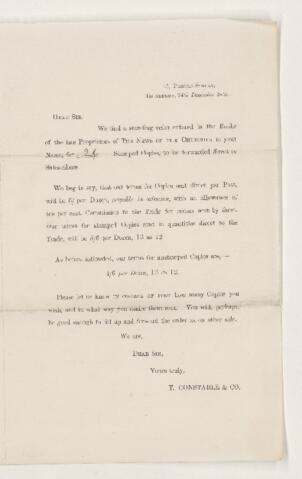 DEAR SIR,
We find a standing order entered in the Books
of the late Proprietors of THE NEWS OF THE CHURCHES in your
Name, for Stamped Copies, to be forwarded direct to
Subscribers.
We beg to say, that our terms for Copies sent direct per Post,
will be 6/ per Dozen, payable in advance, with an allowance of
ten per cent. Commission to the Trade for names sent by them.
Our terms for stamped Copies sent in quantities direct to the
Trade, will be 5/6 per Dozen, 13 as 12
As before intimated, our terms for unstamped Copies are, —
4/6 per Dozen, 13 as 12.
Please let us know by return of post how many Copies you
wish, and in what way you desire them sent. You will, perhaps,
be good enough to fill up and forward the order as on other side.
We are,
DEAR SIR,
Yours truly,
T. CONSTABLE & CO.